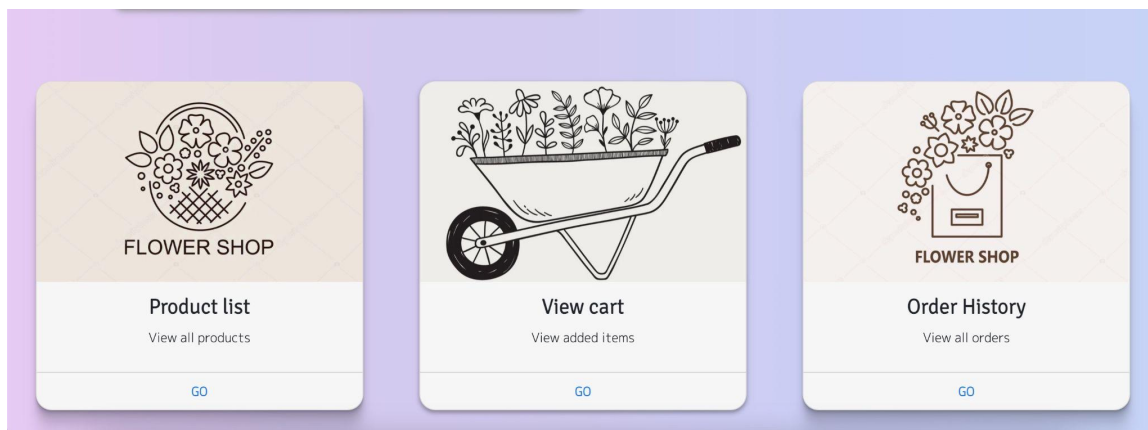 FLOWER SHOP
Product list
View all products
GO
View cart
View added items
GO
FLOWER SHOP
Order History
View all orders
GO